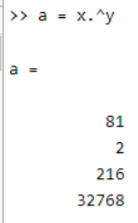 >> a = x.^y
a =
81
2
216
32768